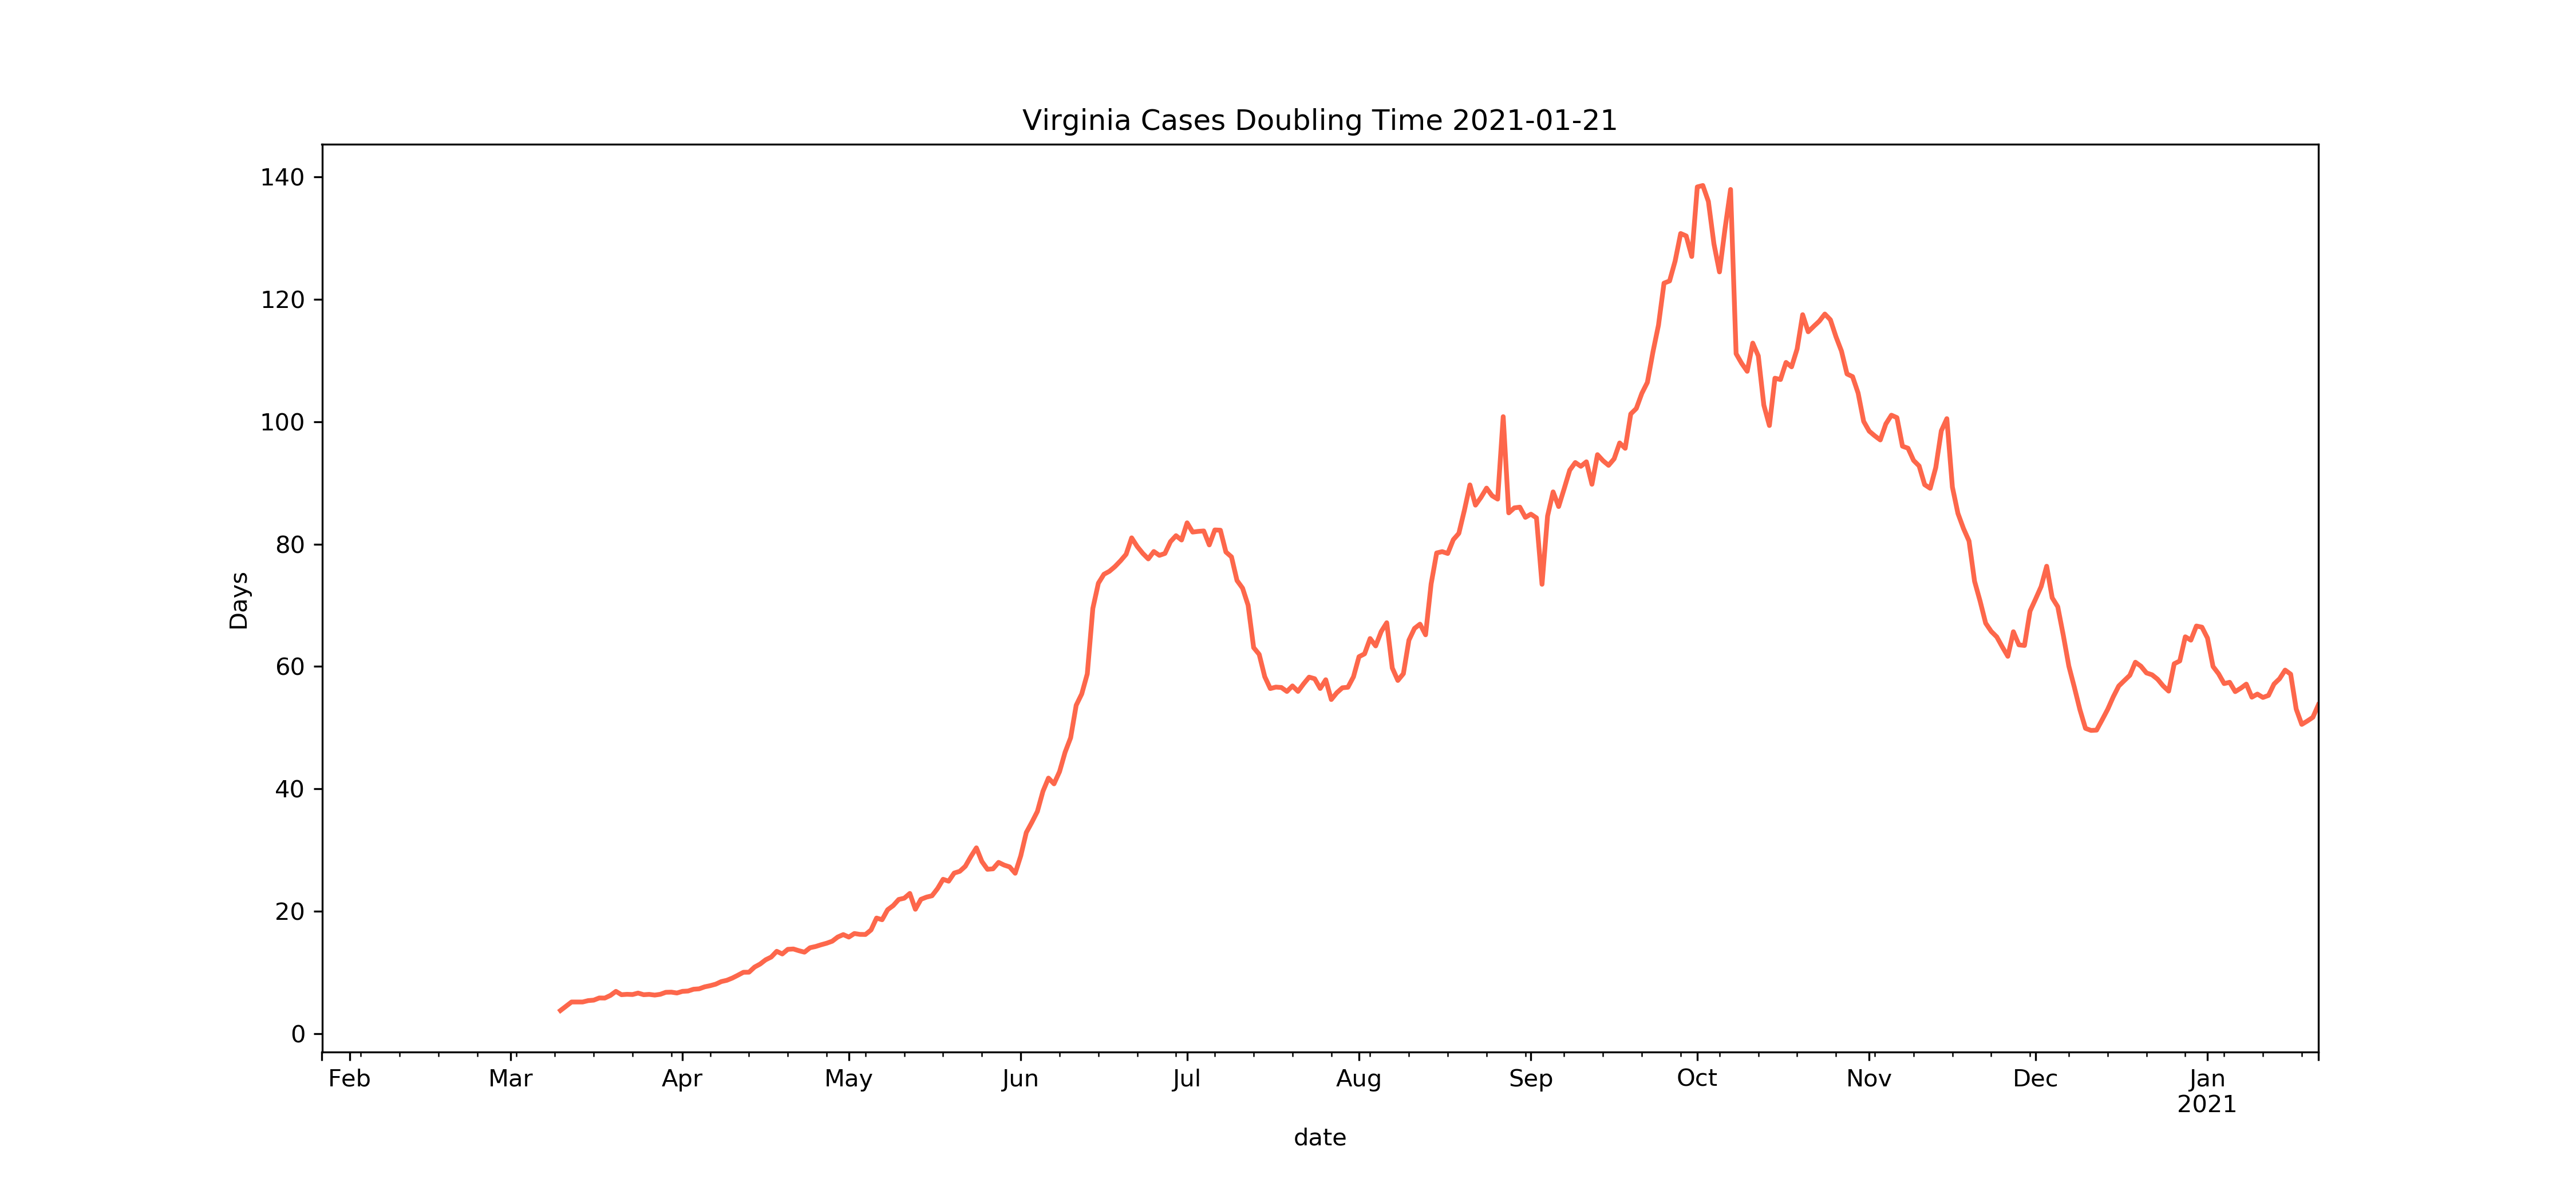 Virginia Cases Doubling Time 2021-01-21
140
120
100
80
60
40
20
0
Days
Feb Mar Apr May Jun Jul Aug Sep Oct Nov Dec Jan
2021
date